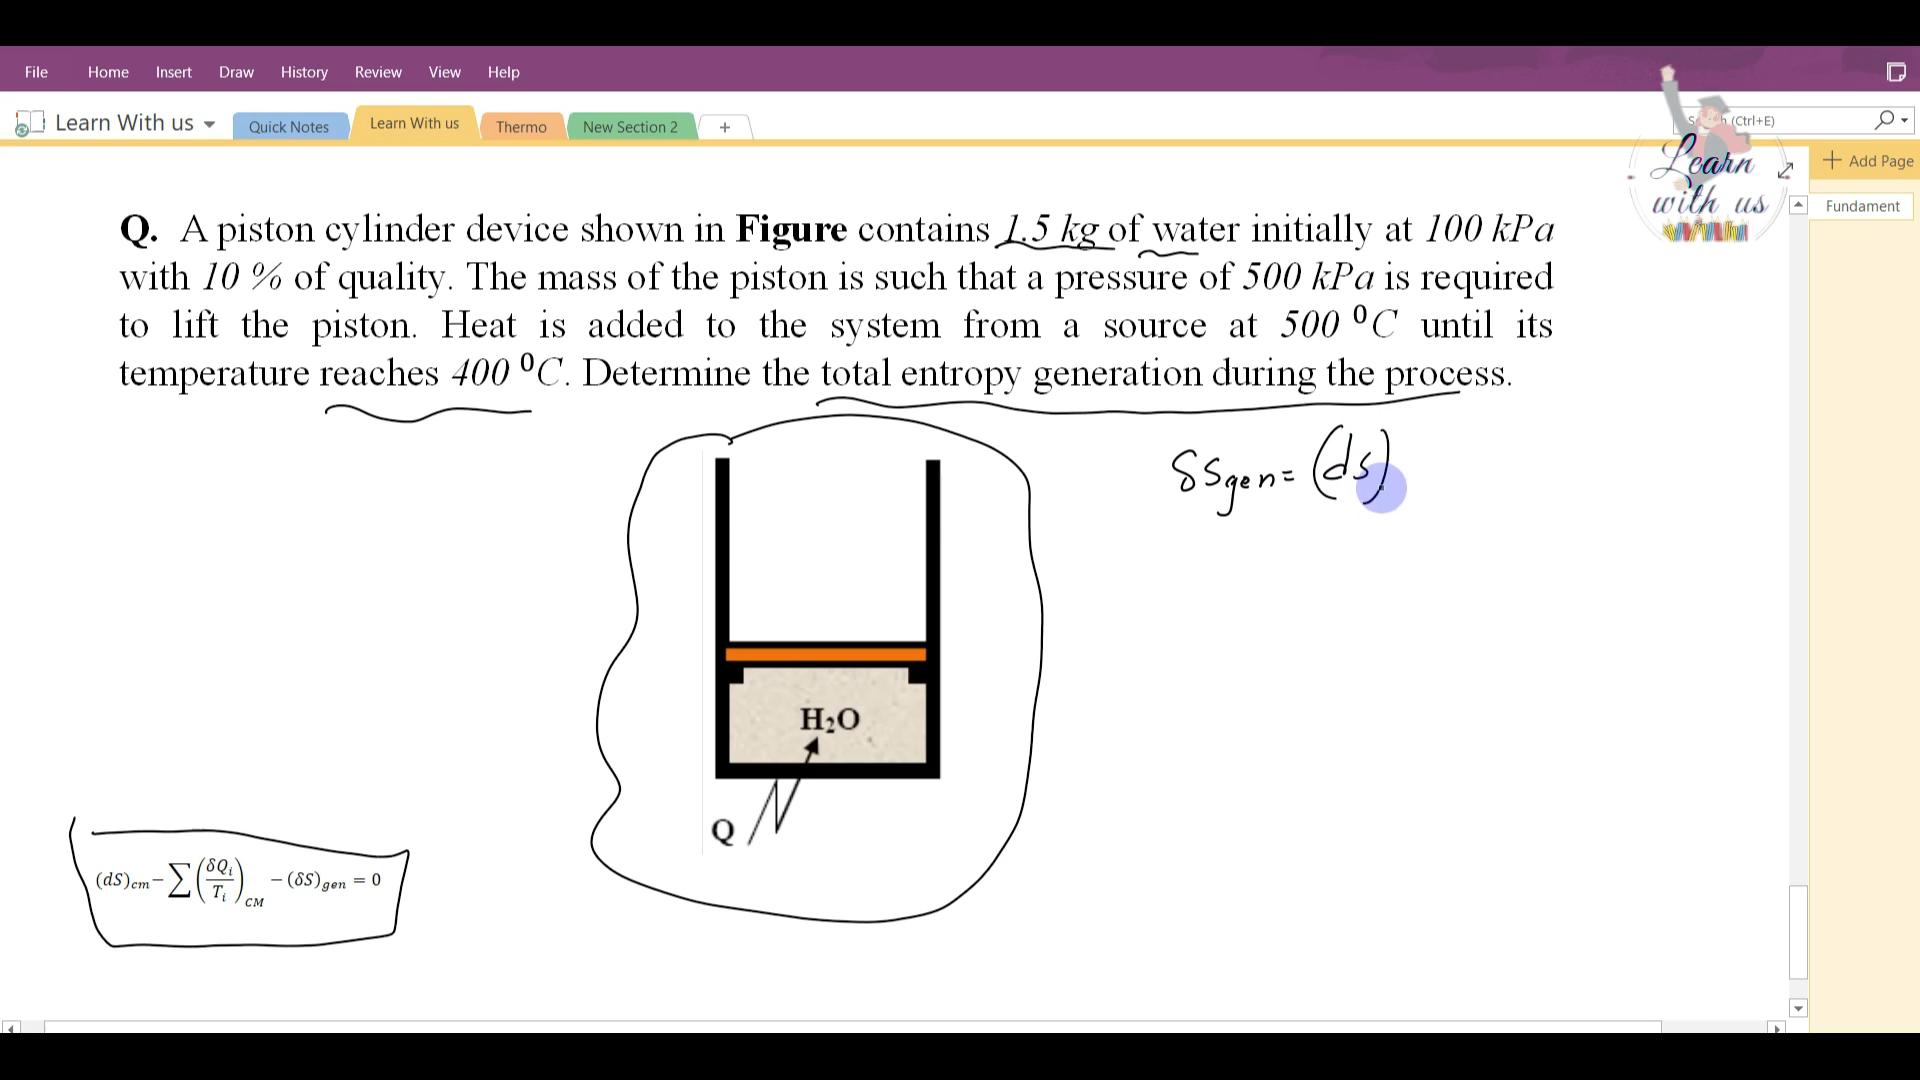 File Home Insert Draw History Review View Help
Learn With us Quick Notes Learn With us Thermo New Section 2 +
(Ctrl+E)
Learn
with us
Add Page
Fundament
Q. A piston cylinder device shown in Figure contains 1.5 kg of water initially at 100 kPa
with 10 % of quality. The mass of the piston is such that a pressure of 500 kPa is required
to lift the piston. Heat is added to the system from a source at 500 ⁰C until its
temperature reaches 400 ⁰C. Determine the total entropy generation during the process.
δSgen = (dS)
H₂O
Q
(dS)cm − ∑ (δQi/Ti)CM − (δS)gen = 0